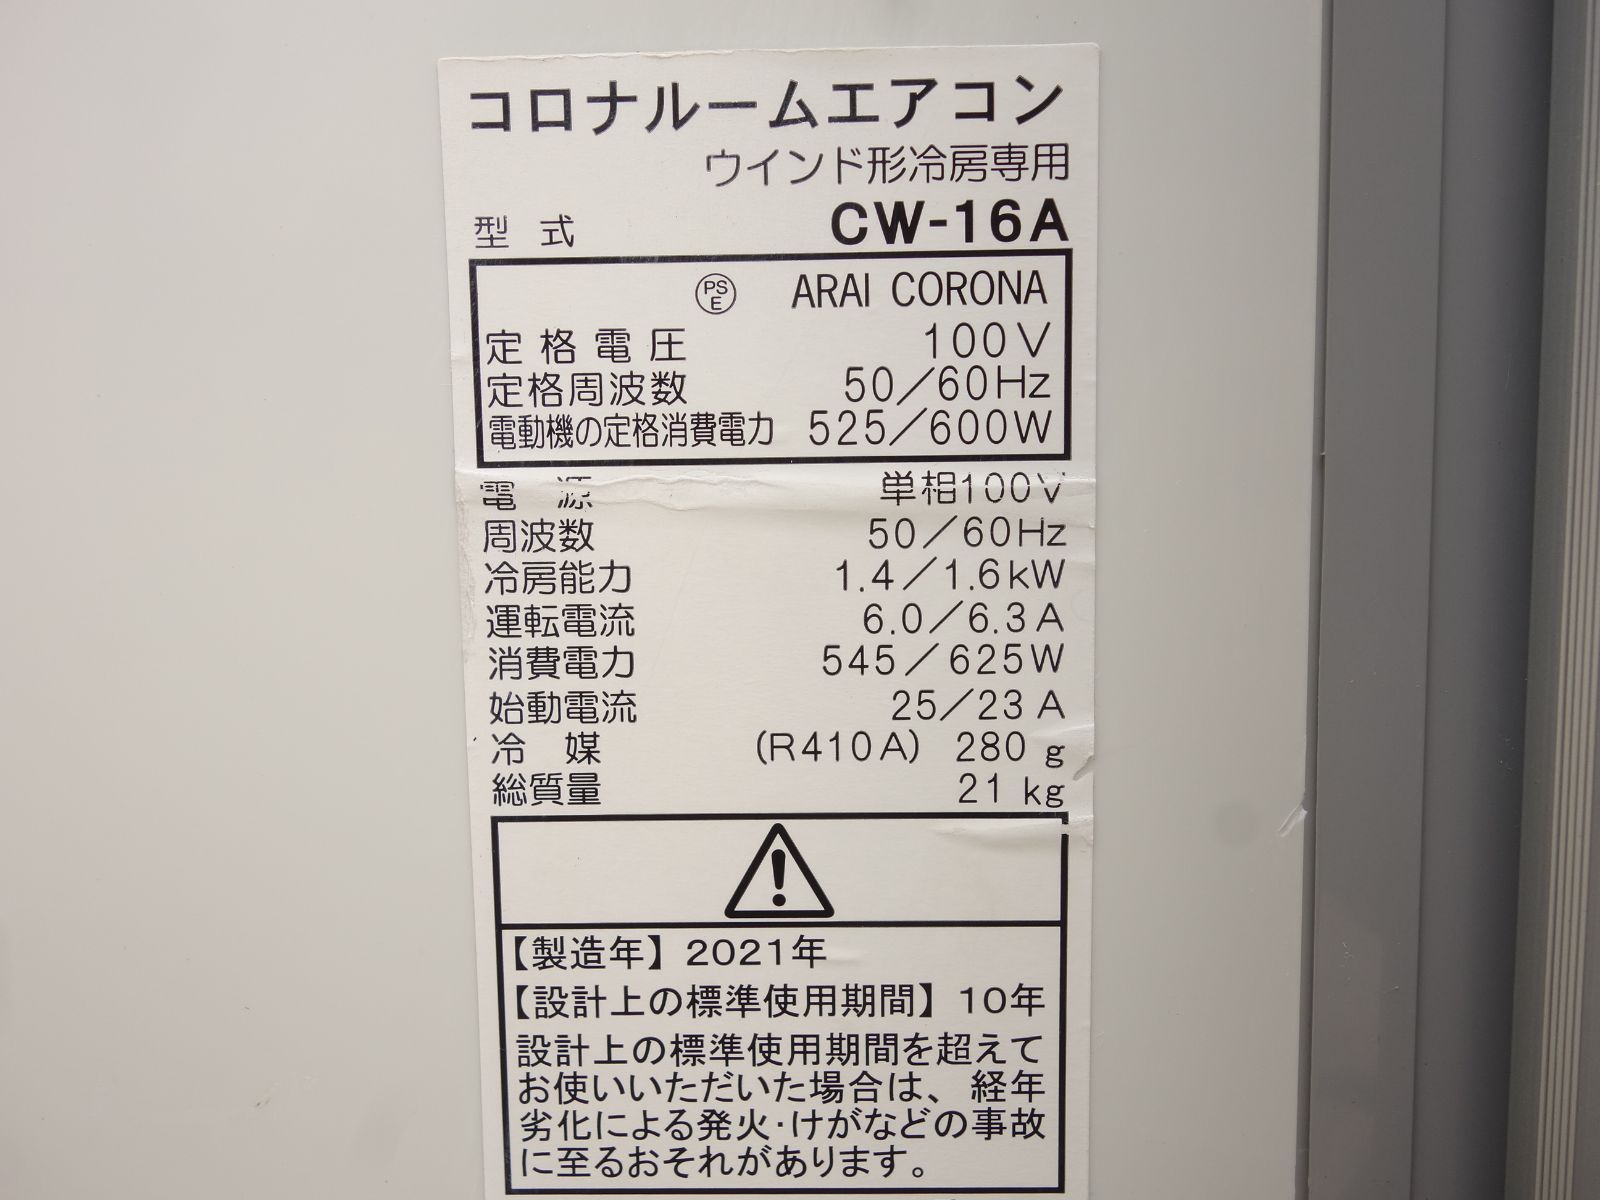 コロナルームエアコン
ウインド形冷房専用
型 式 CW-16A
PS E ARAI CORONA
定格電圧 100V
定格周波数 50/60Hz
電動機の定格消費電力 525/600W
電 源 単相100V
周波数 50/60Hz
冷房能力 1.4/1.6kW
運転電流 6.0/6.3A
消費電力 545/625W
始動電流 25/23 A
冷 媒 (R410A) 280 g
総質量 21 kg
【製造年】2021年
【設計上の標準使用期間】10年
設計上の標準使用期間を超えて
お使いいただいた場合は、経年
劣化による発火・けがなどの事故
に至るおそれがあります。